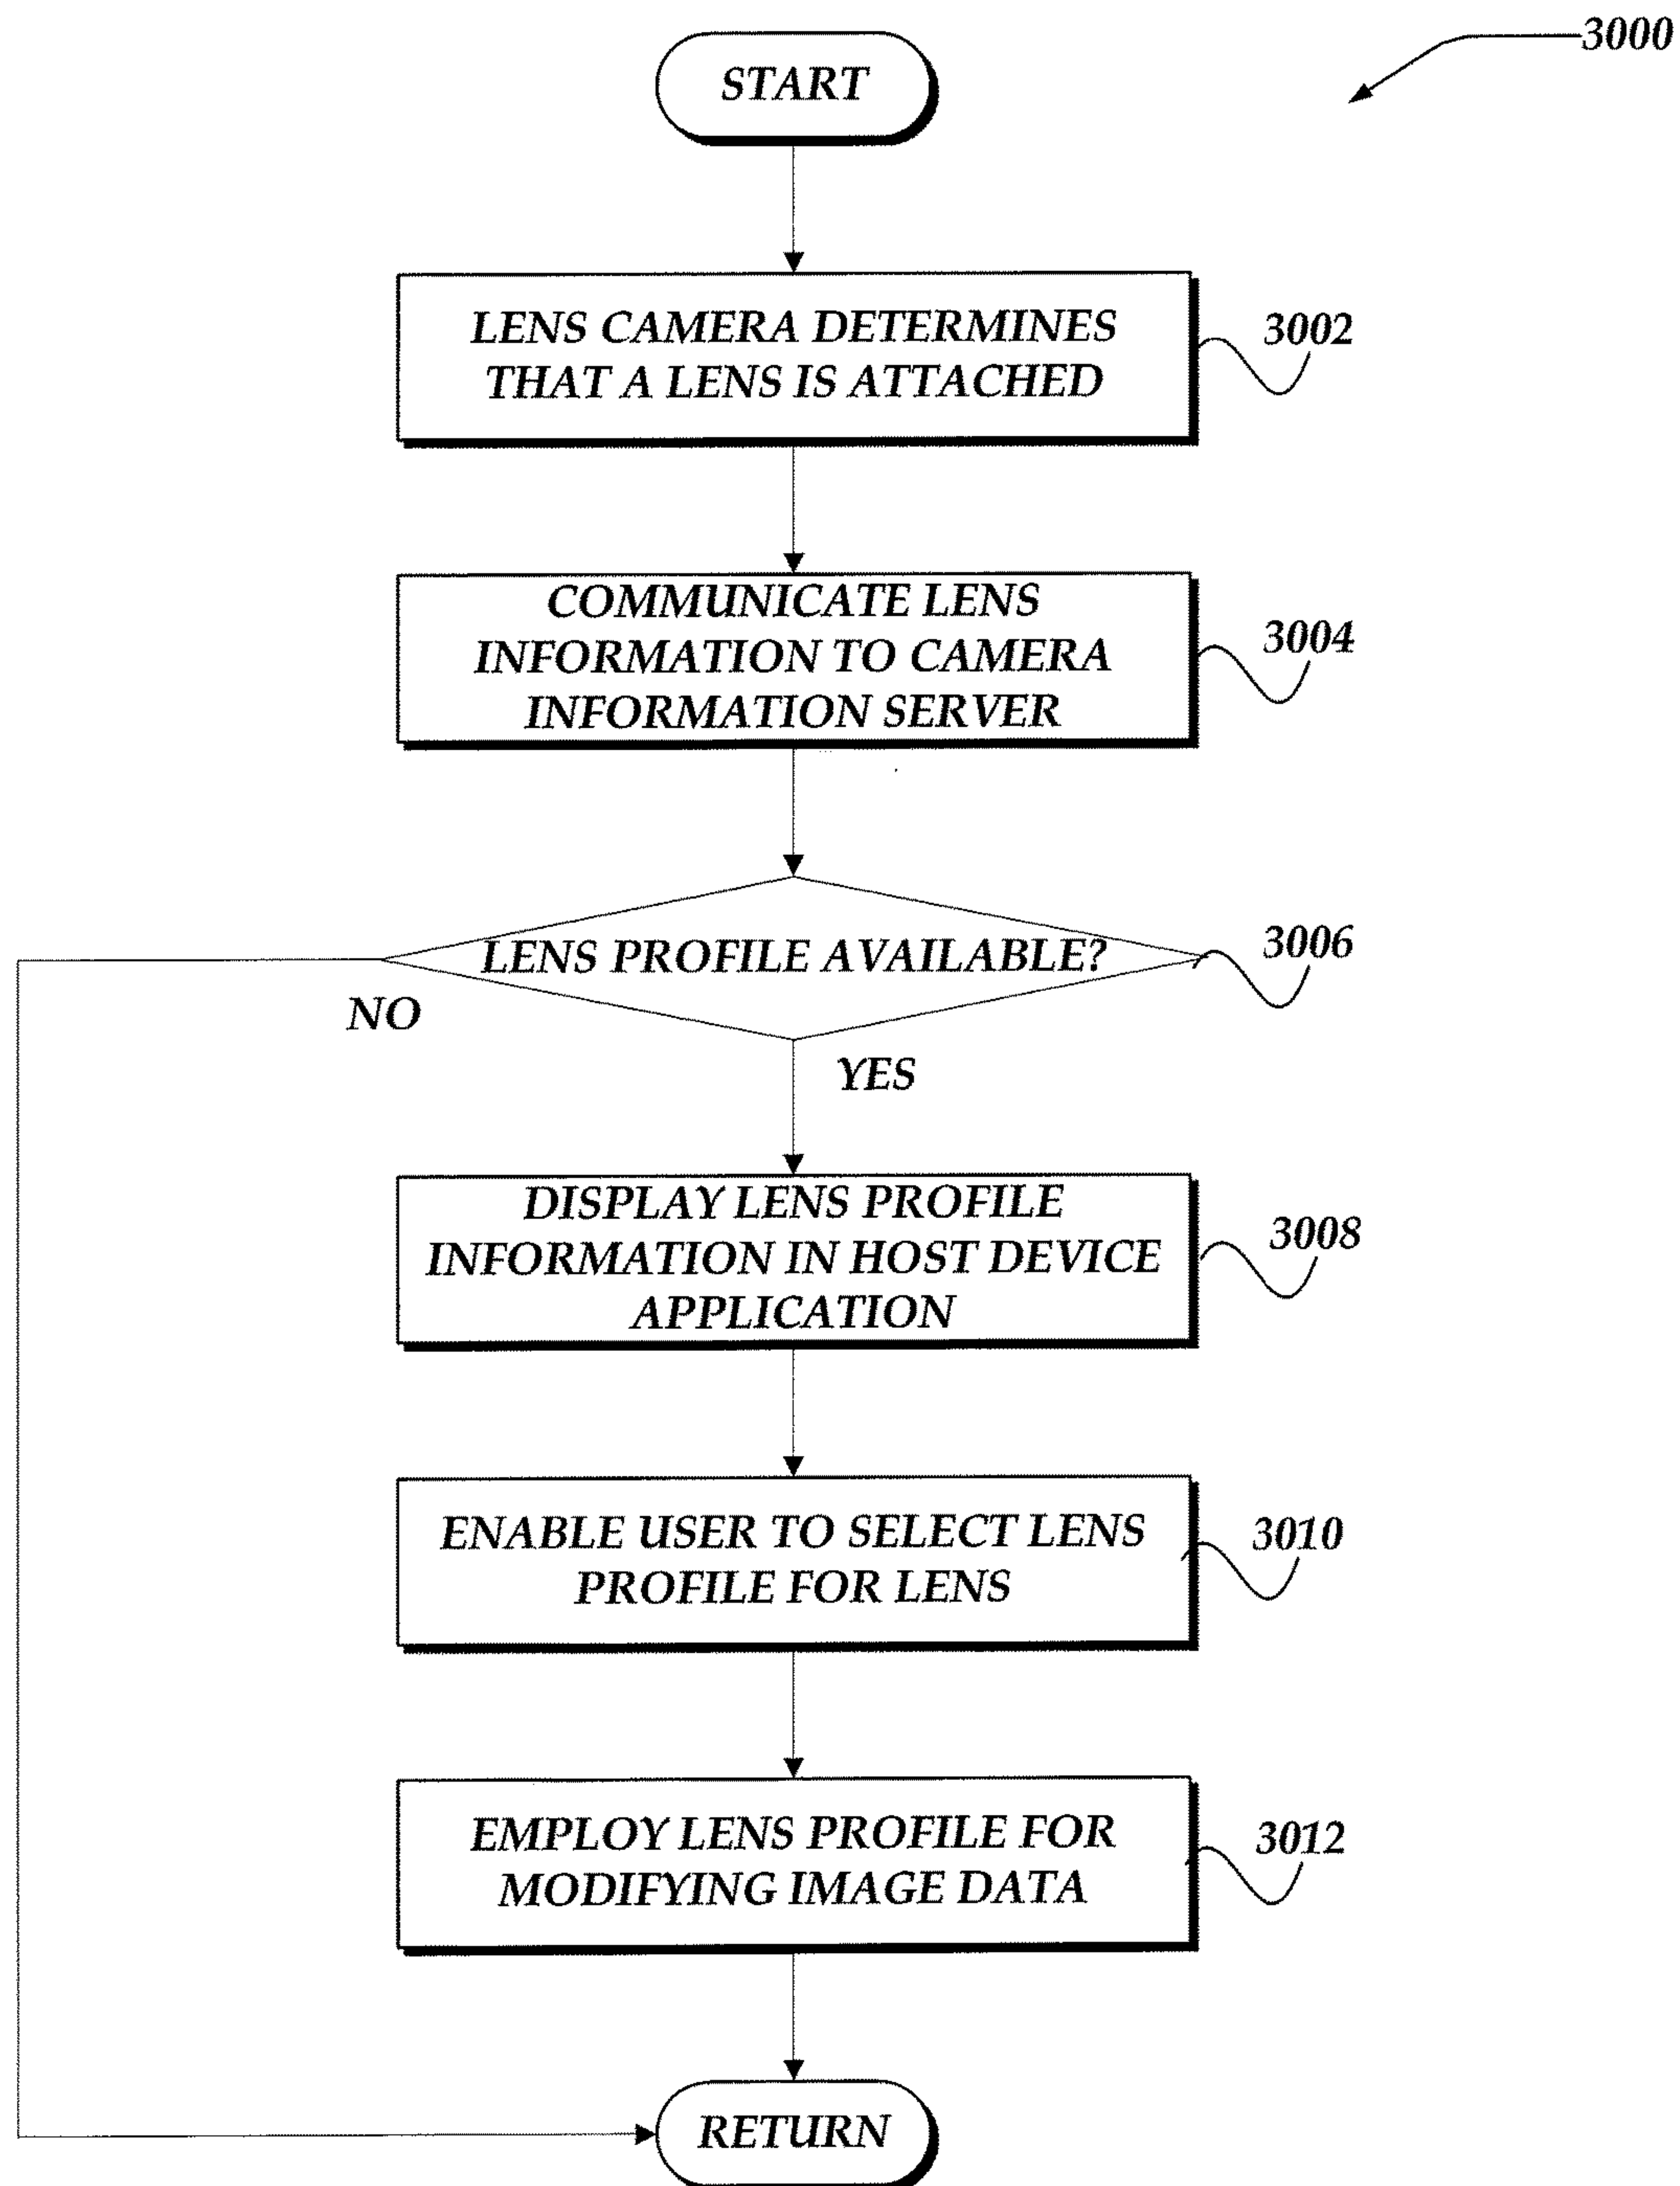 3000
START
LENS CAMERA DETERMINES
THAT A LENS IS ATTACHED
3002
COMMUNICATE LENS
INFORMATION TO CAMERA
INFORMATION SERVER
3004
LENS PROFILE AVAILABLE?
3006
NO
YES
DISPLAY LENS PROFILE
INFORMATION IN HOST DEVICE
APPLICATION
3008
ENABLE USER TO SELECT LENS
PROFILE FOR LENS
3010
EMPLOY LENS PROFILE FOR
MODIFYING IMAGE DATA
3012
RETURN